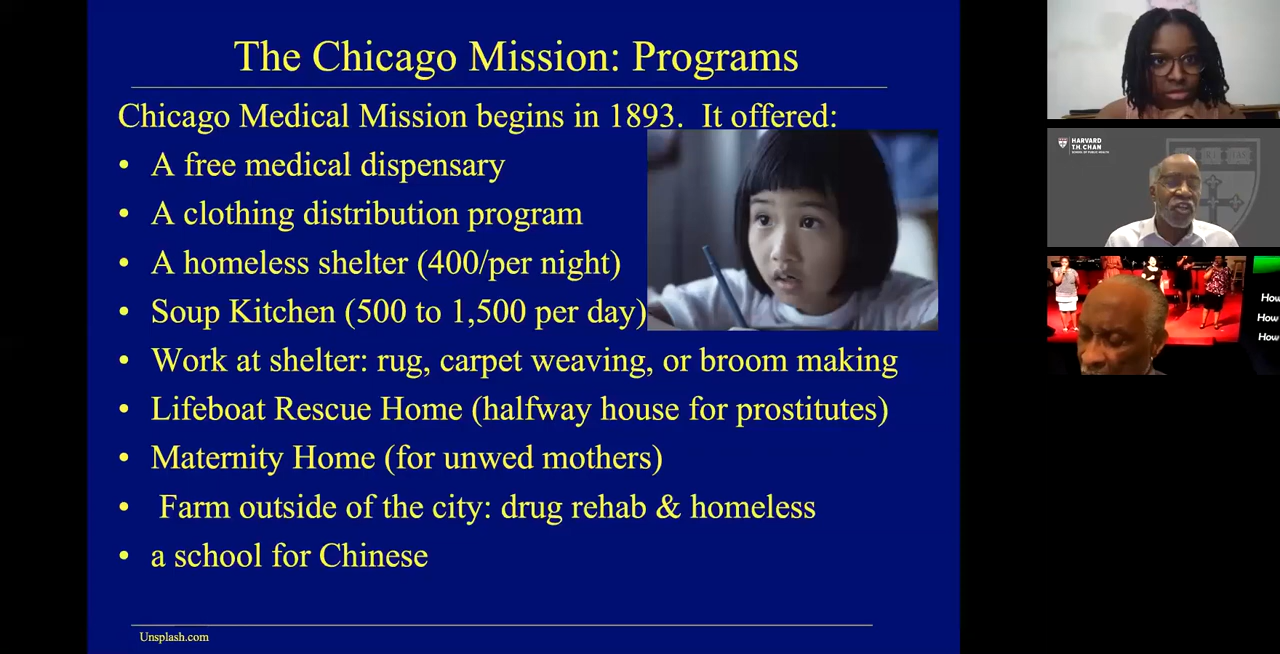 The Chicago Mission: Programs
Chicago Medical Mission begins in 1893.  It offered:
• A free medical dispensary
• A clothing distribution program
• A homeless shelter (400/per night)
• Soup Kitchen (500 to 1,500 per day)
• Work at shelter: rug, carpet weaving, or broom making
• Lifeboat Rescue Home (halfway house for prostitutes)
• Maternity Home (for unwed mothers)
• Farm outside of the city: drug rehab & homeless
• a school for Chinese
Unsplash.com
HARVARD
T.H. CHAN
SCHOOL OF PUBLIC HEALTH
How
How
How